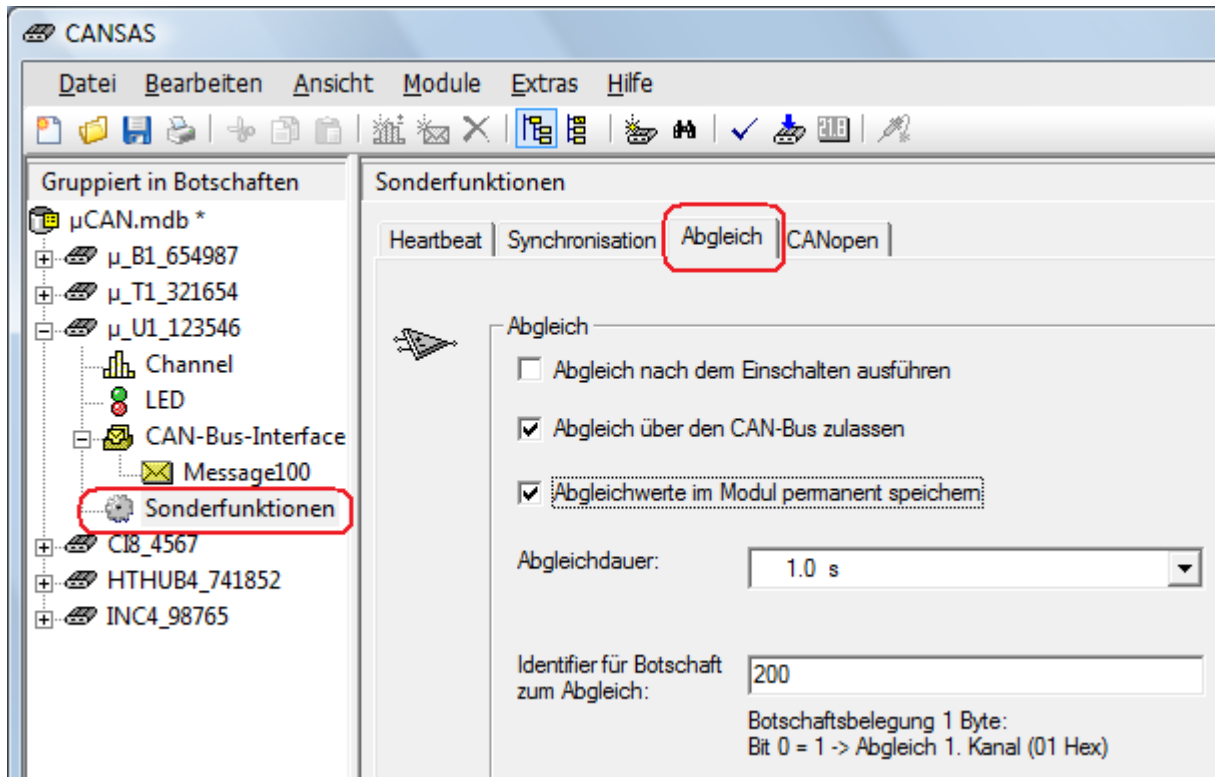 CANSAS
Datei Bearbeiten Ansicht Module Extras Hilfe
Gruppiert in Botschaften
µCAN.mdb *
µ_B1_654987
µ_T1_321654
µ_U1_123546
Channel
LED
CAN-Bus-Interface
Message100
Sonderfunktionen
CI8_4567
HTHUB4_741852
INC4_98765
Sonderfunktionen
Heartbeat Synchronisation Abgleich CANopen
Abgleich
Abgleich nach dem Einschalten ausführen
Abgleich über den CAN-Bus zulassen
Abgleichwerte im Modul permanent speichern
Abgleichdauer:
1.0 s
Identifier für Botschaft
zum Abgleich:
200
Botschaftsbelegung 1 Byte:
Bit 0 = 1 -> Abgleich 1. Kanal (01 Hex)